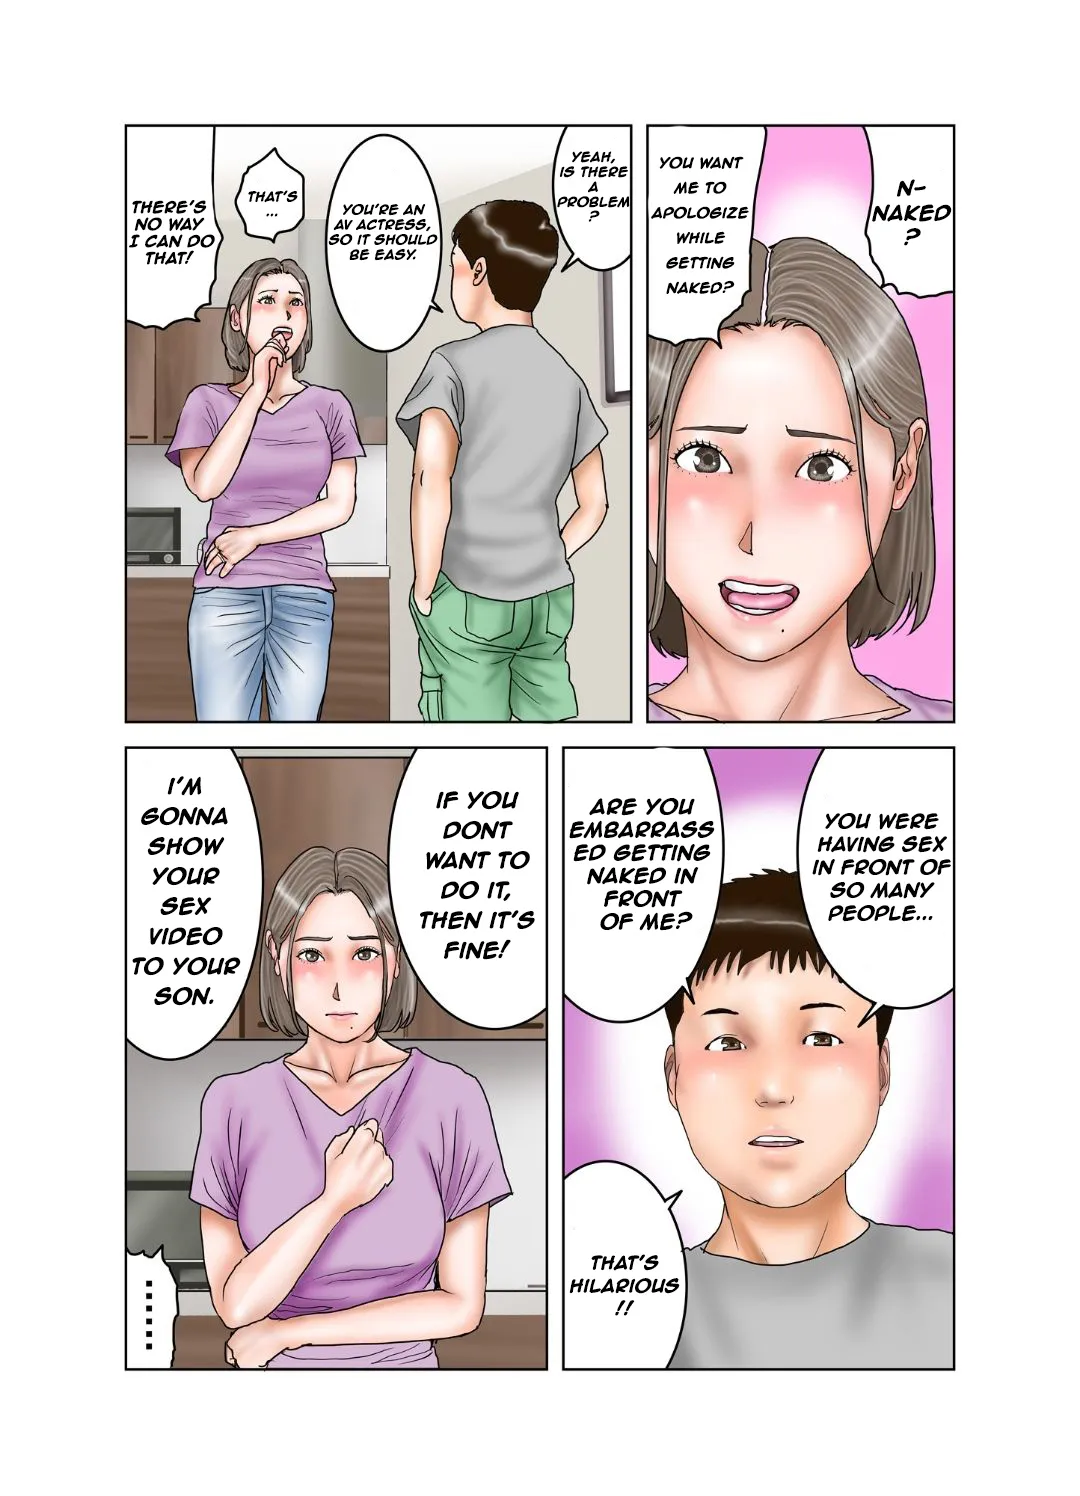 N-
NAKED
?
YOU WANT
ME TO
APOLOGIZE
WHILE
GETTING
NAKED?
YEAH,
IS THERE
A
PROBLEM
?
YOU'RE AN
AV ACTRESS,
SO IT SHOULD
BE EASY.
THAT'S
...
THERE'S
NO WAY
I CAN DO
THAT!
YOU WERE
HAVING SEX
IN FRONT OF
SO MANY
PEOPLE...
ARE YOU
EMBARRASS
ED GETTING
NAKED IN
FRONT
OF ME?
THAT'S
HILARIOUS
!!
IF YOU
DONT
WANT TO
DO IT,
THEN IT'S
FINE!
I'M
GONNA
SHOW
YOUR
SEX
VIDEO
TO YOUR
SON.
......